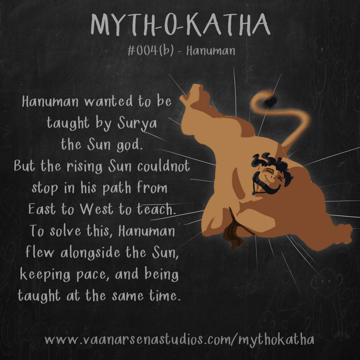 MYTH-O-KATHA
#004(b) - Hanuman
Hanuman wanted to be
taught by Surya
the Sun god.
But the rising Sun couldnot
stop in his path from
East to West to teach.
To solve this, Hanuman
flew alongside the Sun,
keeping pace, and being
taught at the same time.
www.vaanarsenastudios.com/mythokatha